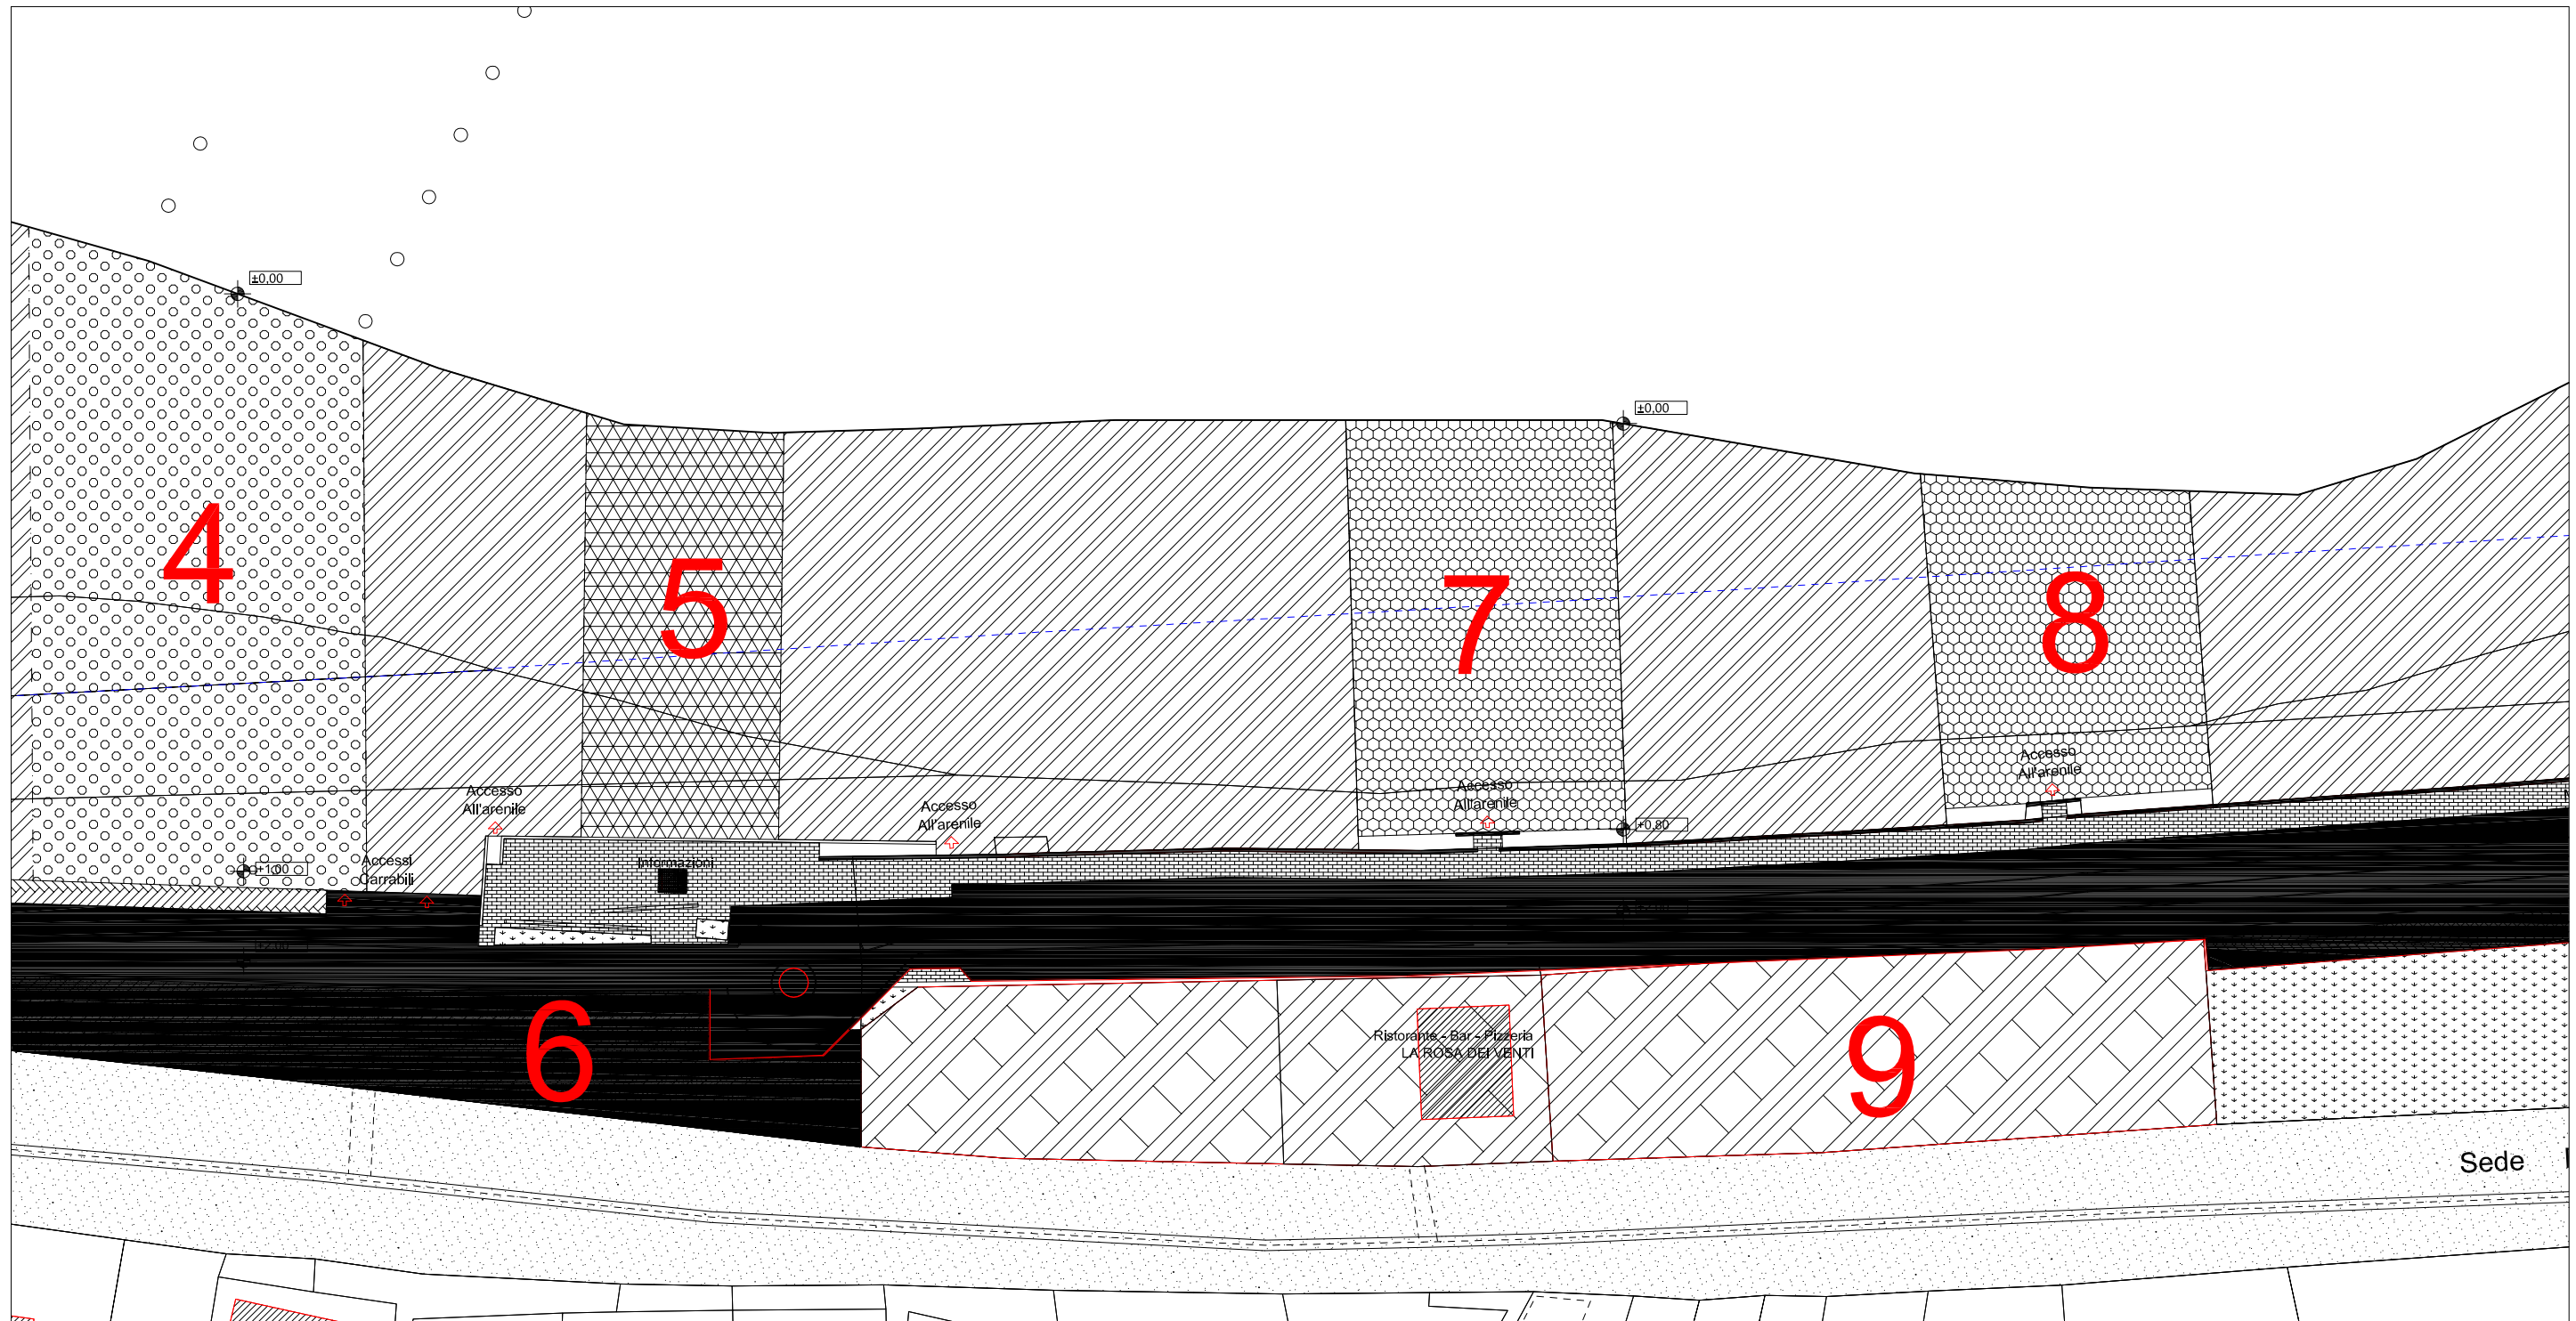 ±0,00
±0,00
4
5
7
8
Accesso
All'arenile
Accesso
All'arenile
Accesso
All'arenile
Accesso
All'arenile
+0,80
Informazioni
+1,00
Accessi
Carrabili
6
9
Ristorante - Bar - Pizzeria
LA ROSA DEI VENTI
Sede